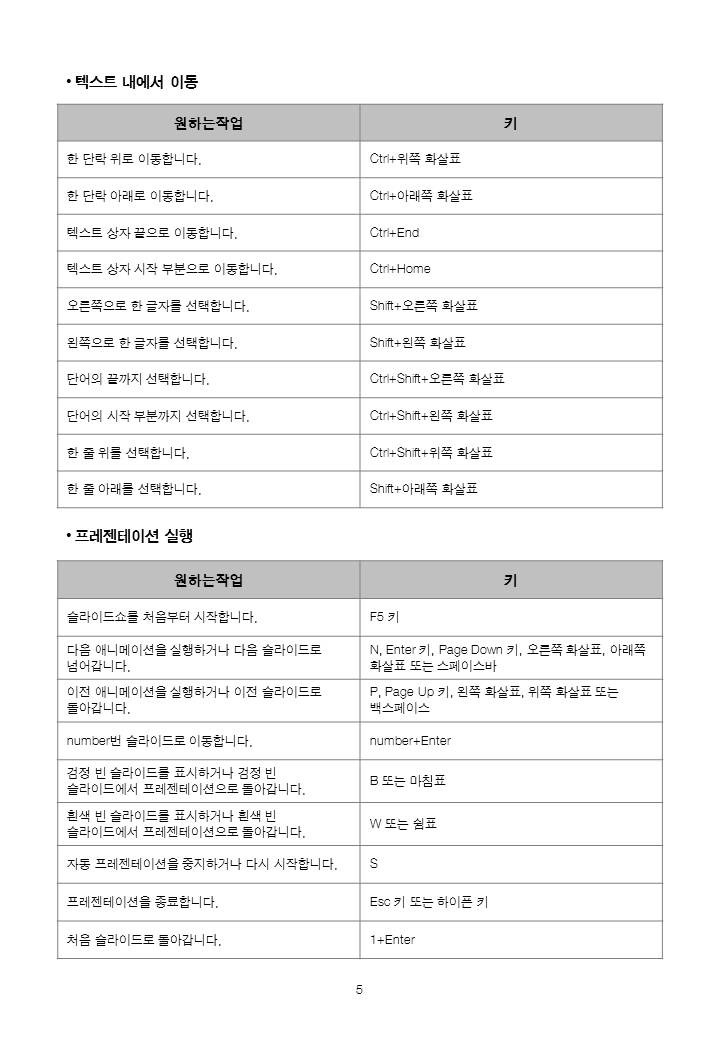 • 텍스트 내에서 이동
원하는작업 키
한 단락 위로 이동합니다. Ctrl+위쪽 화살표
한 단락 아래로 이동합니다. Ctrl+아래쪽 화살표
텍스트 상자 끝으로 이동합니다. Ctrl+End
텍스트 상자 시작 부분으로 이동합니다. Ctrl+Home
오른쪽으로 한 글자를 선택합니다. Shift+오른쪽 화살표
왼쪽으로 한 글자를 선택합니다. Shift+왼쪽 화살표
단어의 끝까지 선택합니다. Ctrl+Shift+오른쪽 화살표
단어의 시작 부분까지 선택합니다. Ctrl+Shift+왼쪽 화살표
한 줄 위를 선택합니다. Ctrl+Shift+위쪽 화살표
한 줄 아래를 선택합니다. Shift+아래쪽 화살표
• 프레젠테이션 실행
원하는작업 키
슬라이드쇼를 처음부터 시작합니다. F5 키
다음 애니메이션을 실행하거나 다음 슬라이드로
넘어갑니다.
N, Enter 키, Page Down 키, 오른쪽 화살표, 아래쪽
화살표 또는 스페이스바
이전 애니메이션을 실행하거나 이전 슬라이드로
돌아갑니다.
P, Page Up 키, 왼쪽 화살표, 위쪽 화살표 또는
백스페이스
number번 슬라이드로 이동합니다. number+Enter
검정 빈 슬라이드를 표시하거나 검정 빈
슬라이드에서 프레젠테이션으로 돌아갑니다.
B 또는 마침표
흰색 빈 슬라이드를 표시하거나 흰색 빈
슬라이드에서 프레젠테이션으로 돌아갑니다.
W 또는 쉼표
자동 프레젠테이션을 중지하거나 다시 시작합니다. S
프레젠테이션을 종료합니다. Esc 키 또는 하이픈 키
처음 슬라이드로 돌아갑니다. 1+Enter
5